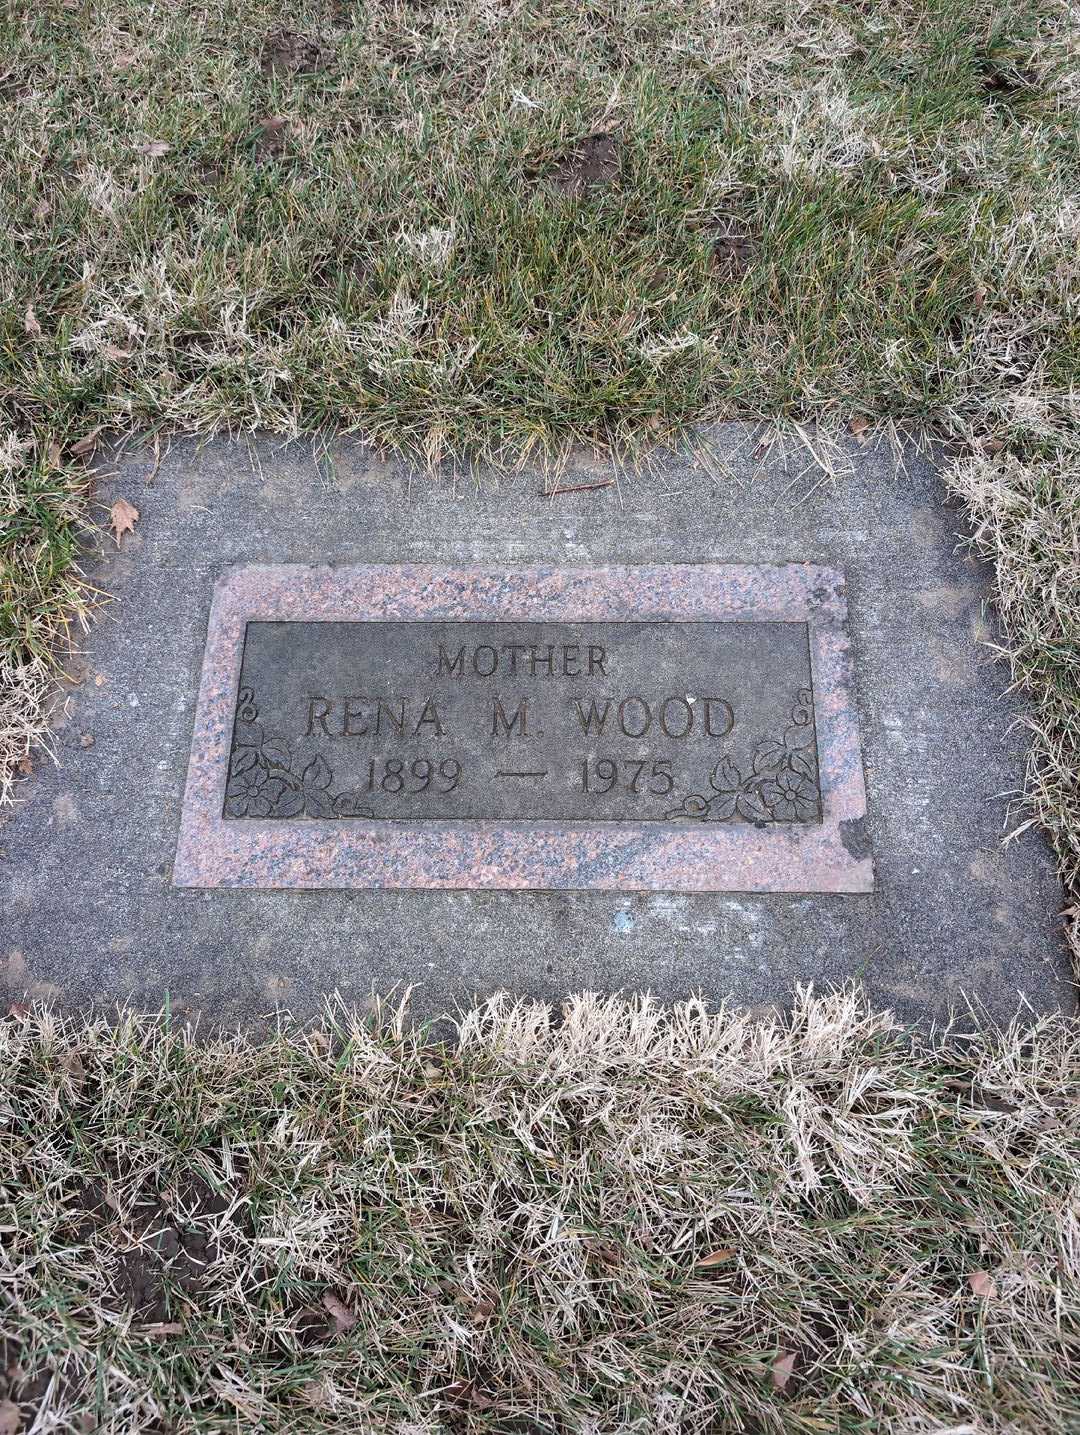 MOTHER
RENA M. WOOD
1899 — 1975